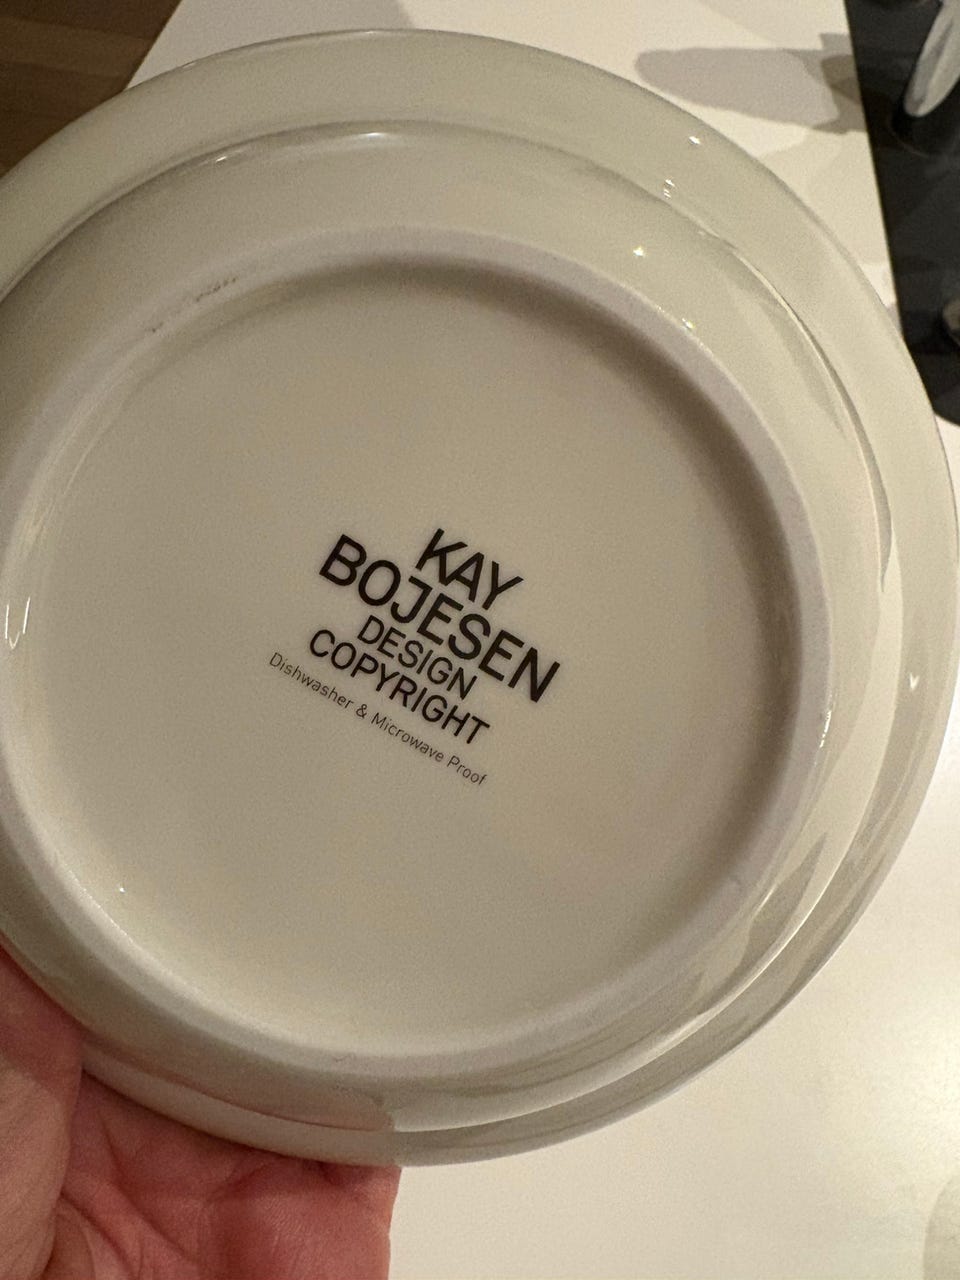 KAY
BOJESEN
DESIGN
COPYRIGHT
Dishwasher & Microwave Proof